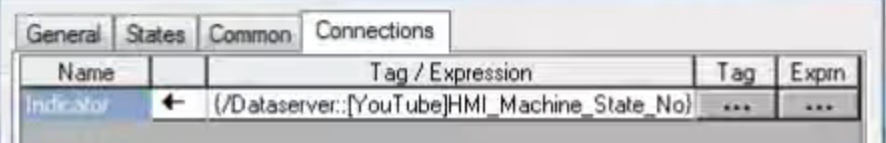 General States Common Connections
Name Tag / Expression Tag Exprn
Indicator ← {/Dataserver::[YouTube]HMI_Machine_State_No} ... ...